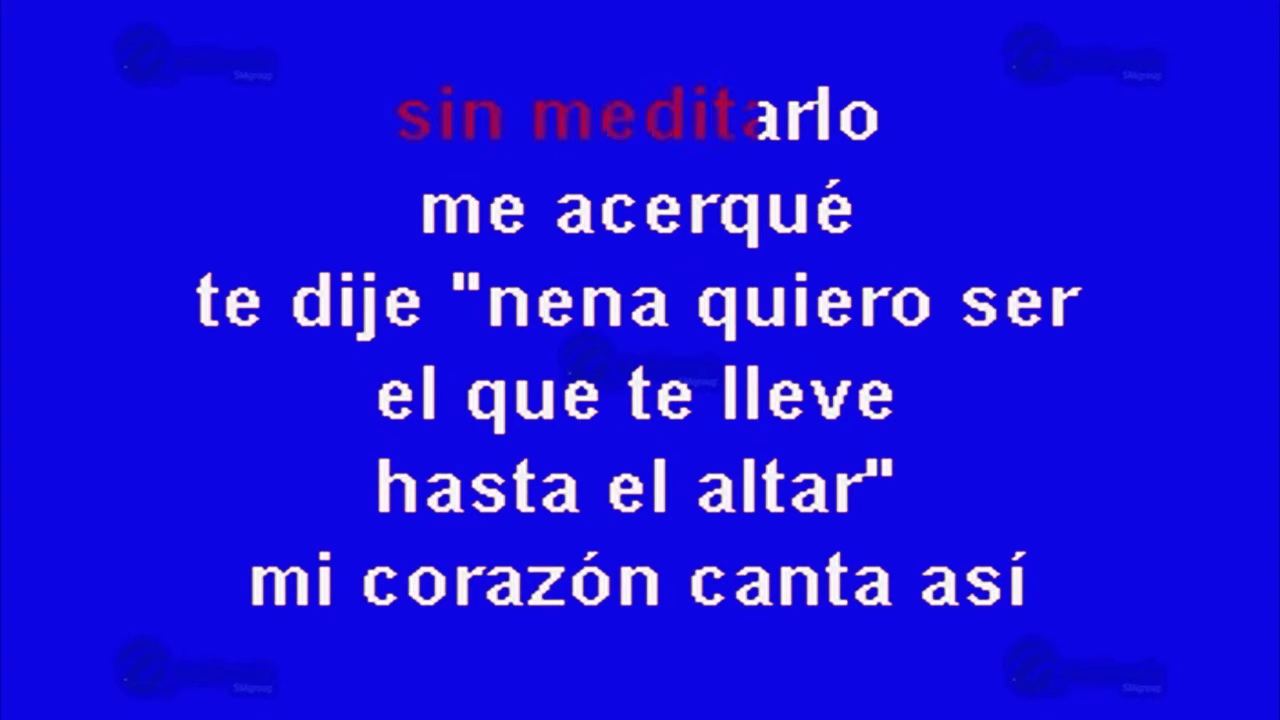 sin meditarlo
me acerqué
te dije "nena quiero ser
el que te lleve
hasta el altar"
mi corazón canta así